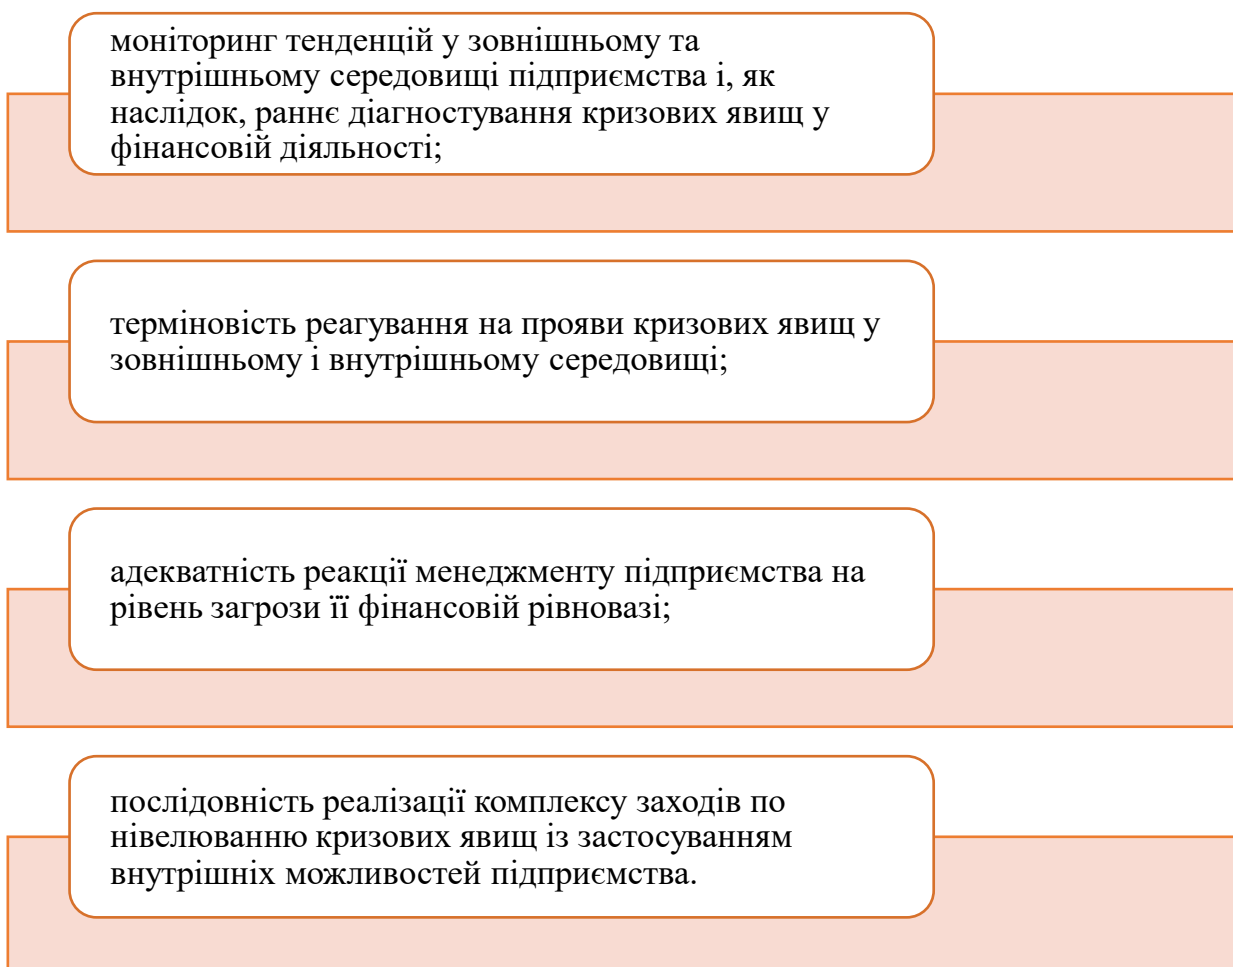 моніторинг тенденцій у зовнішньому та
внутрішньому середовищі підприємства і, як
наслідок, раннє діагностування кризових явищ у
фінансовій діяльності;
терміновість реагування на прояви кризових явищ у
зовнішньому і внутрішньому середовищі;
адекватність реакції менеджменту підприємства на
рівень загрози її фінансовій рівновазі;
послідовність реалізації комплексу заходів по
нівелюванню кризових явищ із застосуванням
внутрішніх можливостей підприємства.